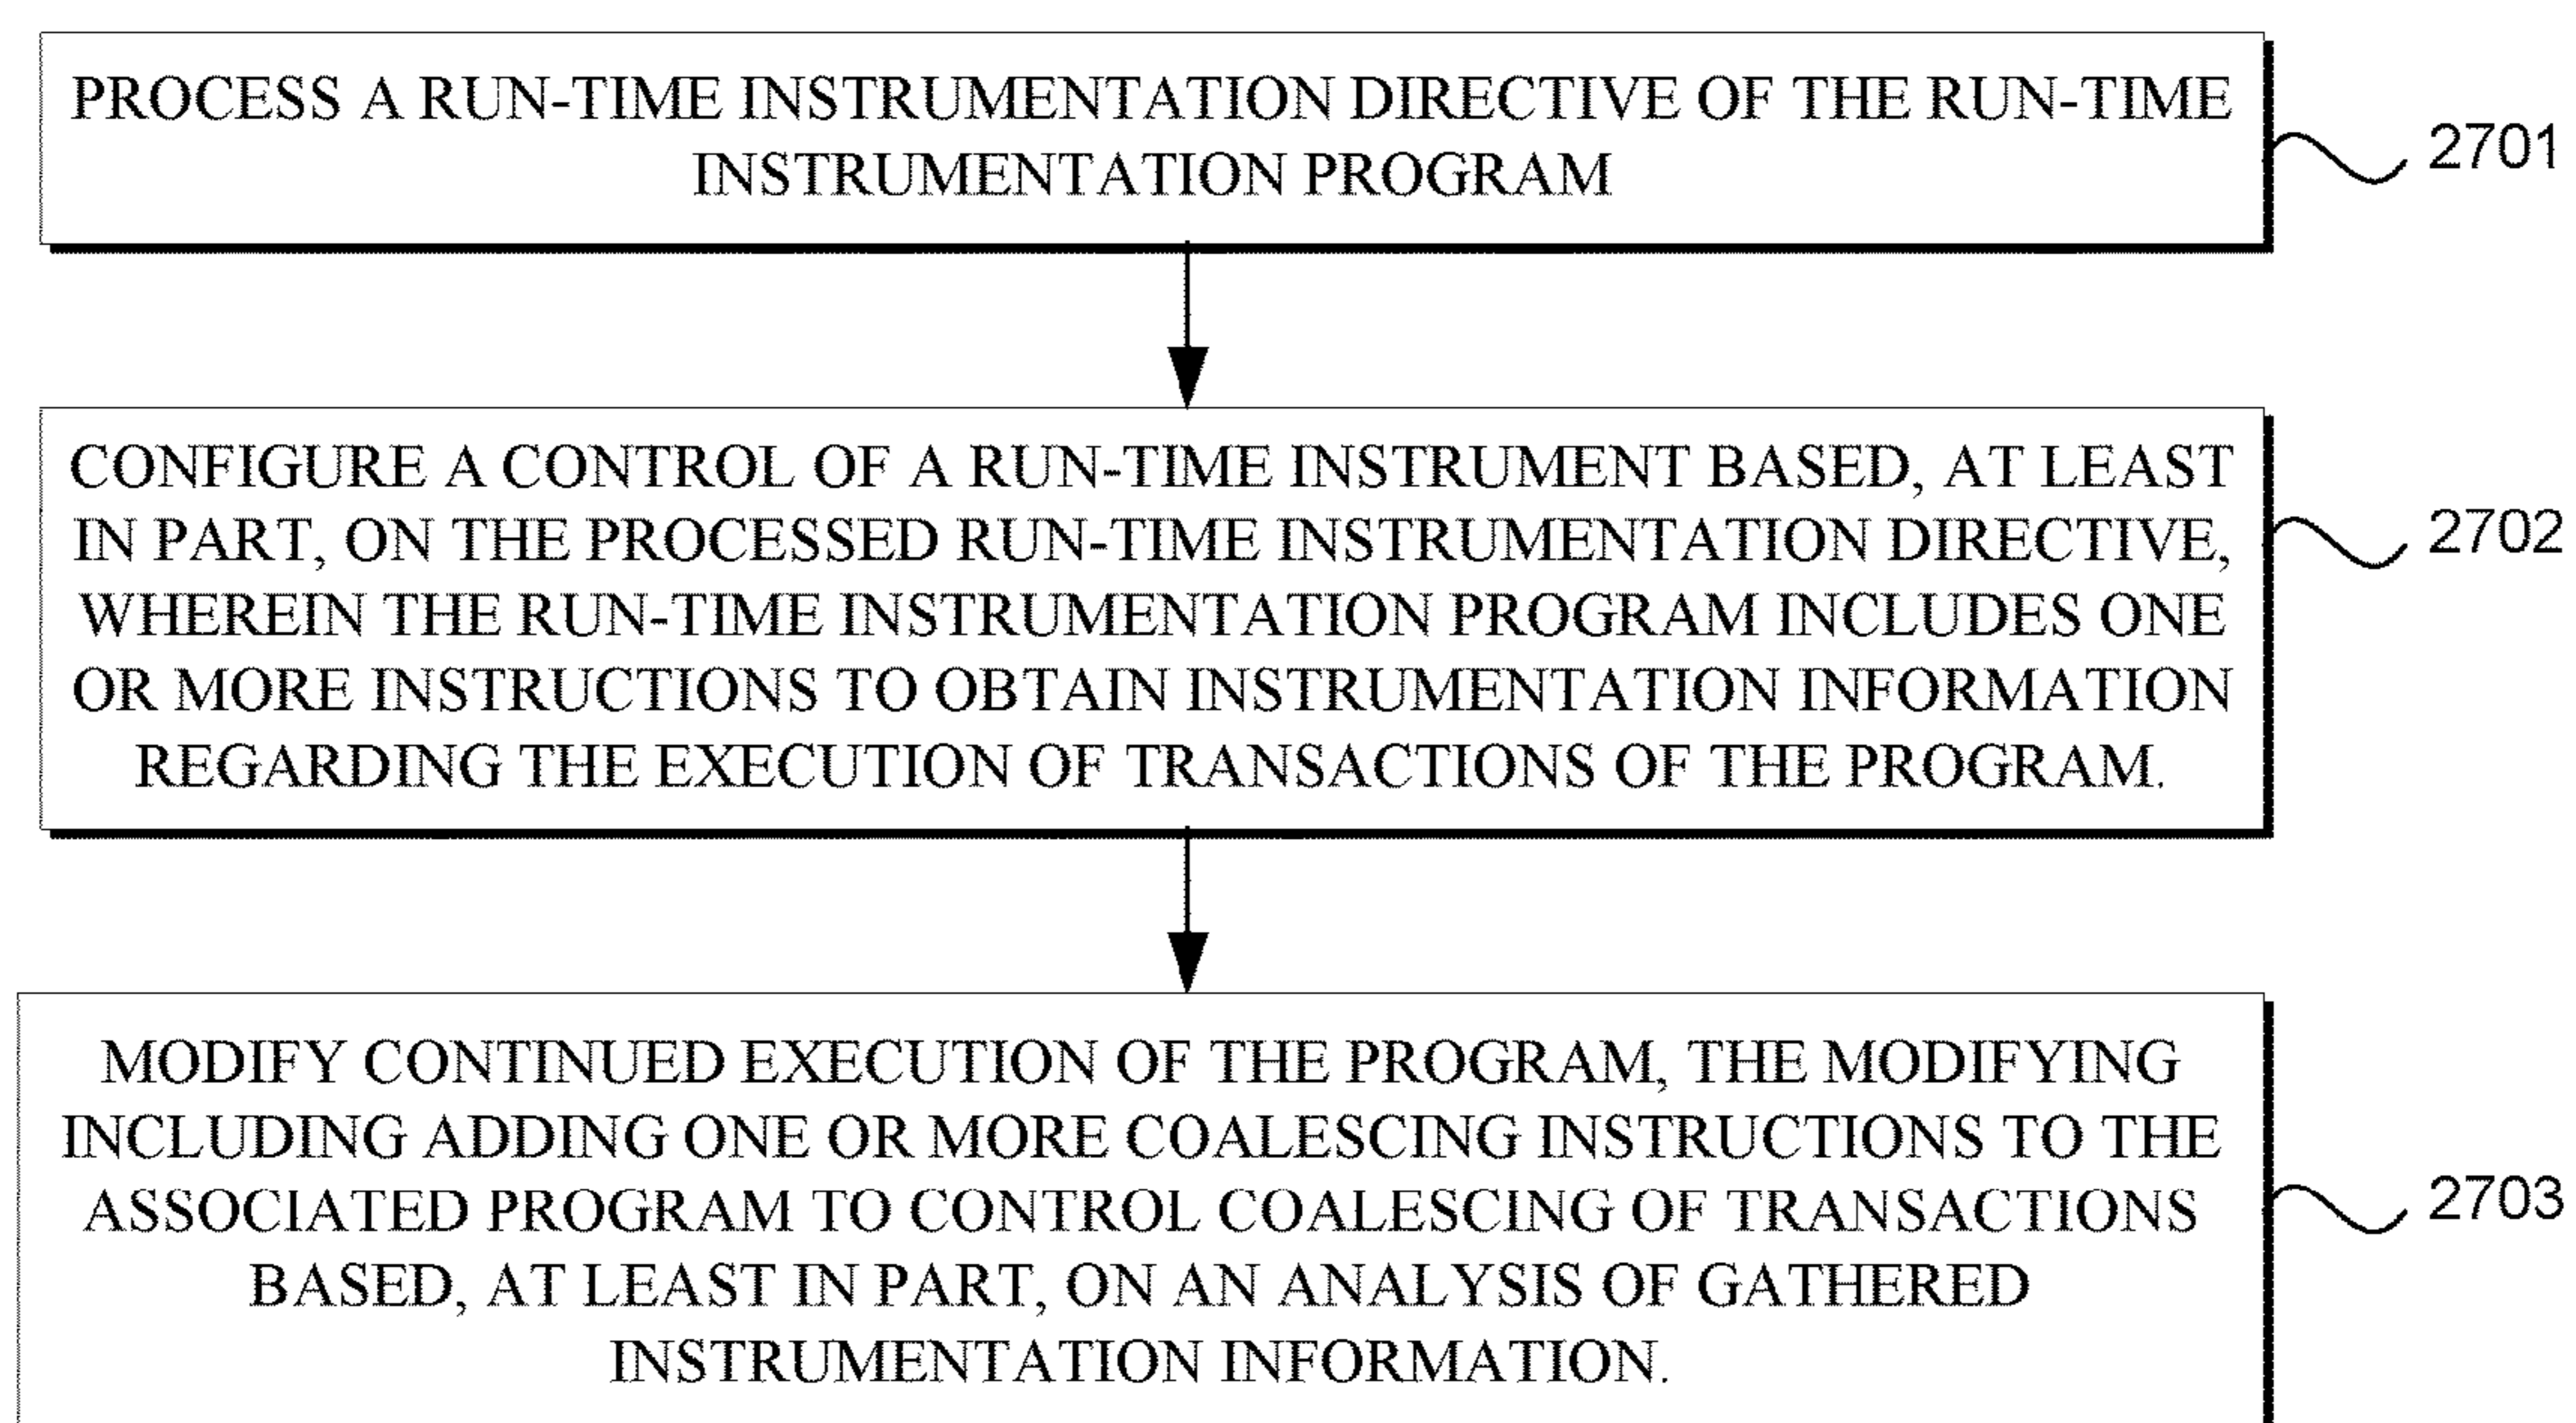 PROCESS A RUN-TIME INSTRUMENTATION DIRECTIVE OF THE RUN-TIME
INSTRUMENTATION PROGRAM
2701
CONFIGURE A CONTROL OF A RUN-TIME INSTRUMENT BASED, AT LEAST
IN PART, ON THE PROCESSED RUN-TIME INSTRUMENTATION DIRECTIVE,
WHEREIN THE RUN-TIME INSTRUMENTATION PROGRAM INCLUDES ONE
OR MORE INSTRUCTIONS TO OBTAIN INSTRUMENTATION INFORMATION
REGARDING THE EXECUTION OF TRANSACTIONS OF THE PROGRAM.
2702
MODIFY CONTINUED EXECUTION OF THE PROGRAM, THE MODIFYING
INCLUDING ADDING ONE OR MORE COALESCING INSTRUCTIONS TO THE
ASSOCIATED PROGRAM TO CONTROL COALESCING OF TRANSACTIONS
BASED, AT LEAST IN PART, ON AN ANALYSIS OF GATHERED
INSTRUMENTATION INFORMATION.
2703